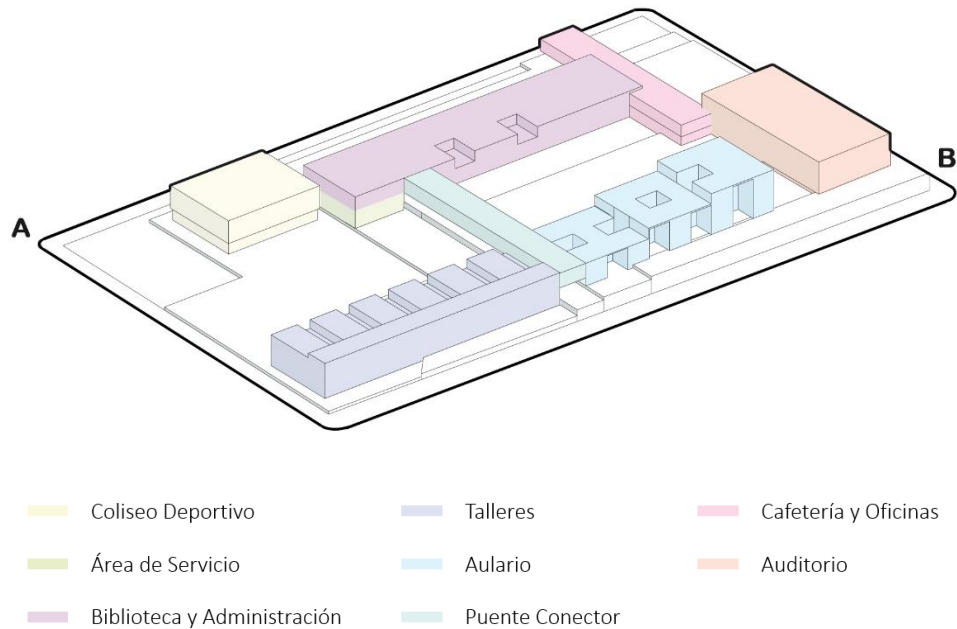 A
B
Coliseo Deportivo
Talleres
Cafetería y Oficinas
Área de Servicio
Aulario
Auditorio
Biblioteca y Administración
Puente Conector